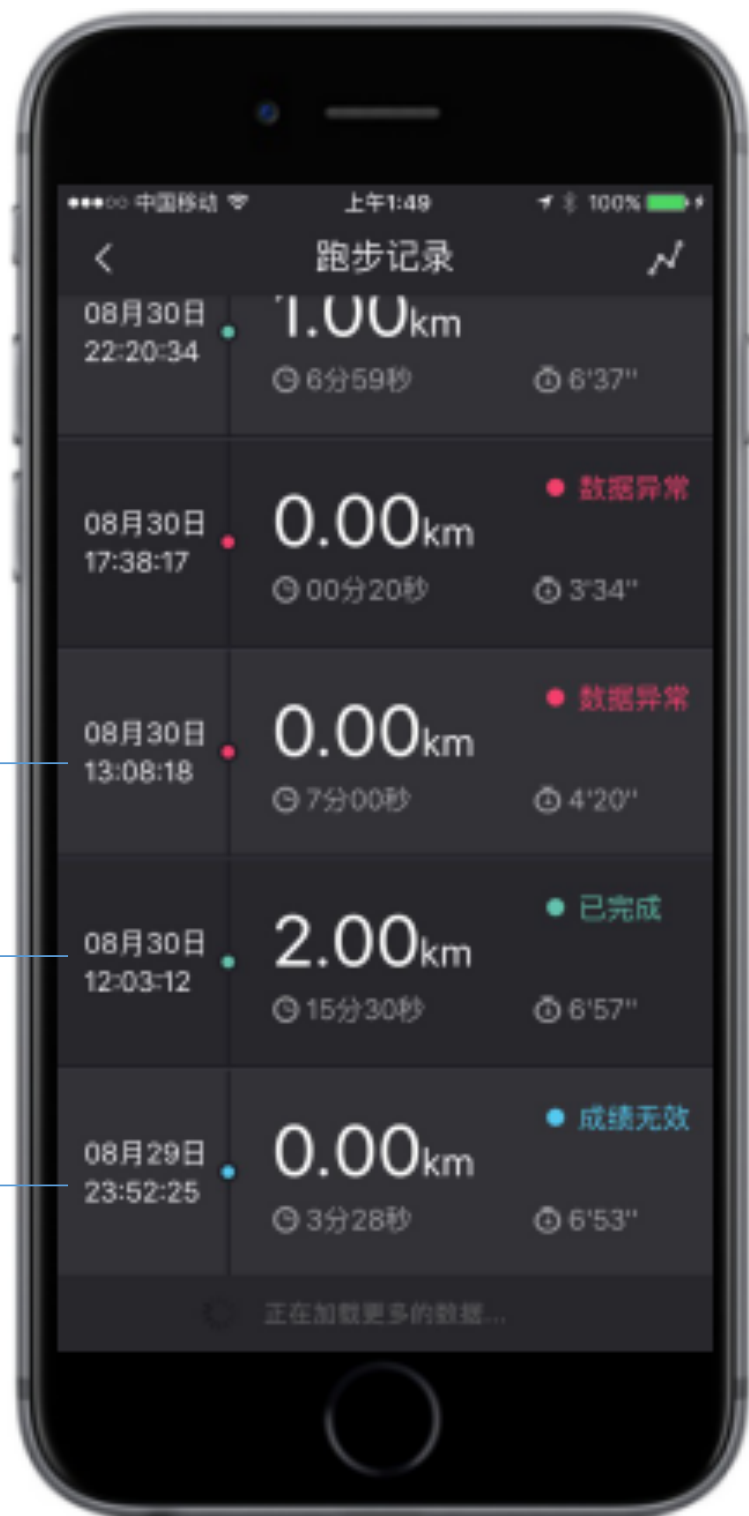 中国移动 上午1:49 100%
跑步记录
08月30日
22:20:34
1.00km
6分59秒 6'37''
数据异常
08月30日
17:38:17
0.00km
00分20秒 3'34''
数据异常
08月30日
13:08:18
0.00km
7分00秒 4'20''
已完成
08月30日
12:03:12
2.00km
15分30秒 6'57''
成绩无效
08月29日
23:52:25
0.00km
3分28秒 6'53''
正在加载更多的数据...